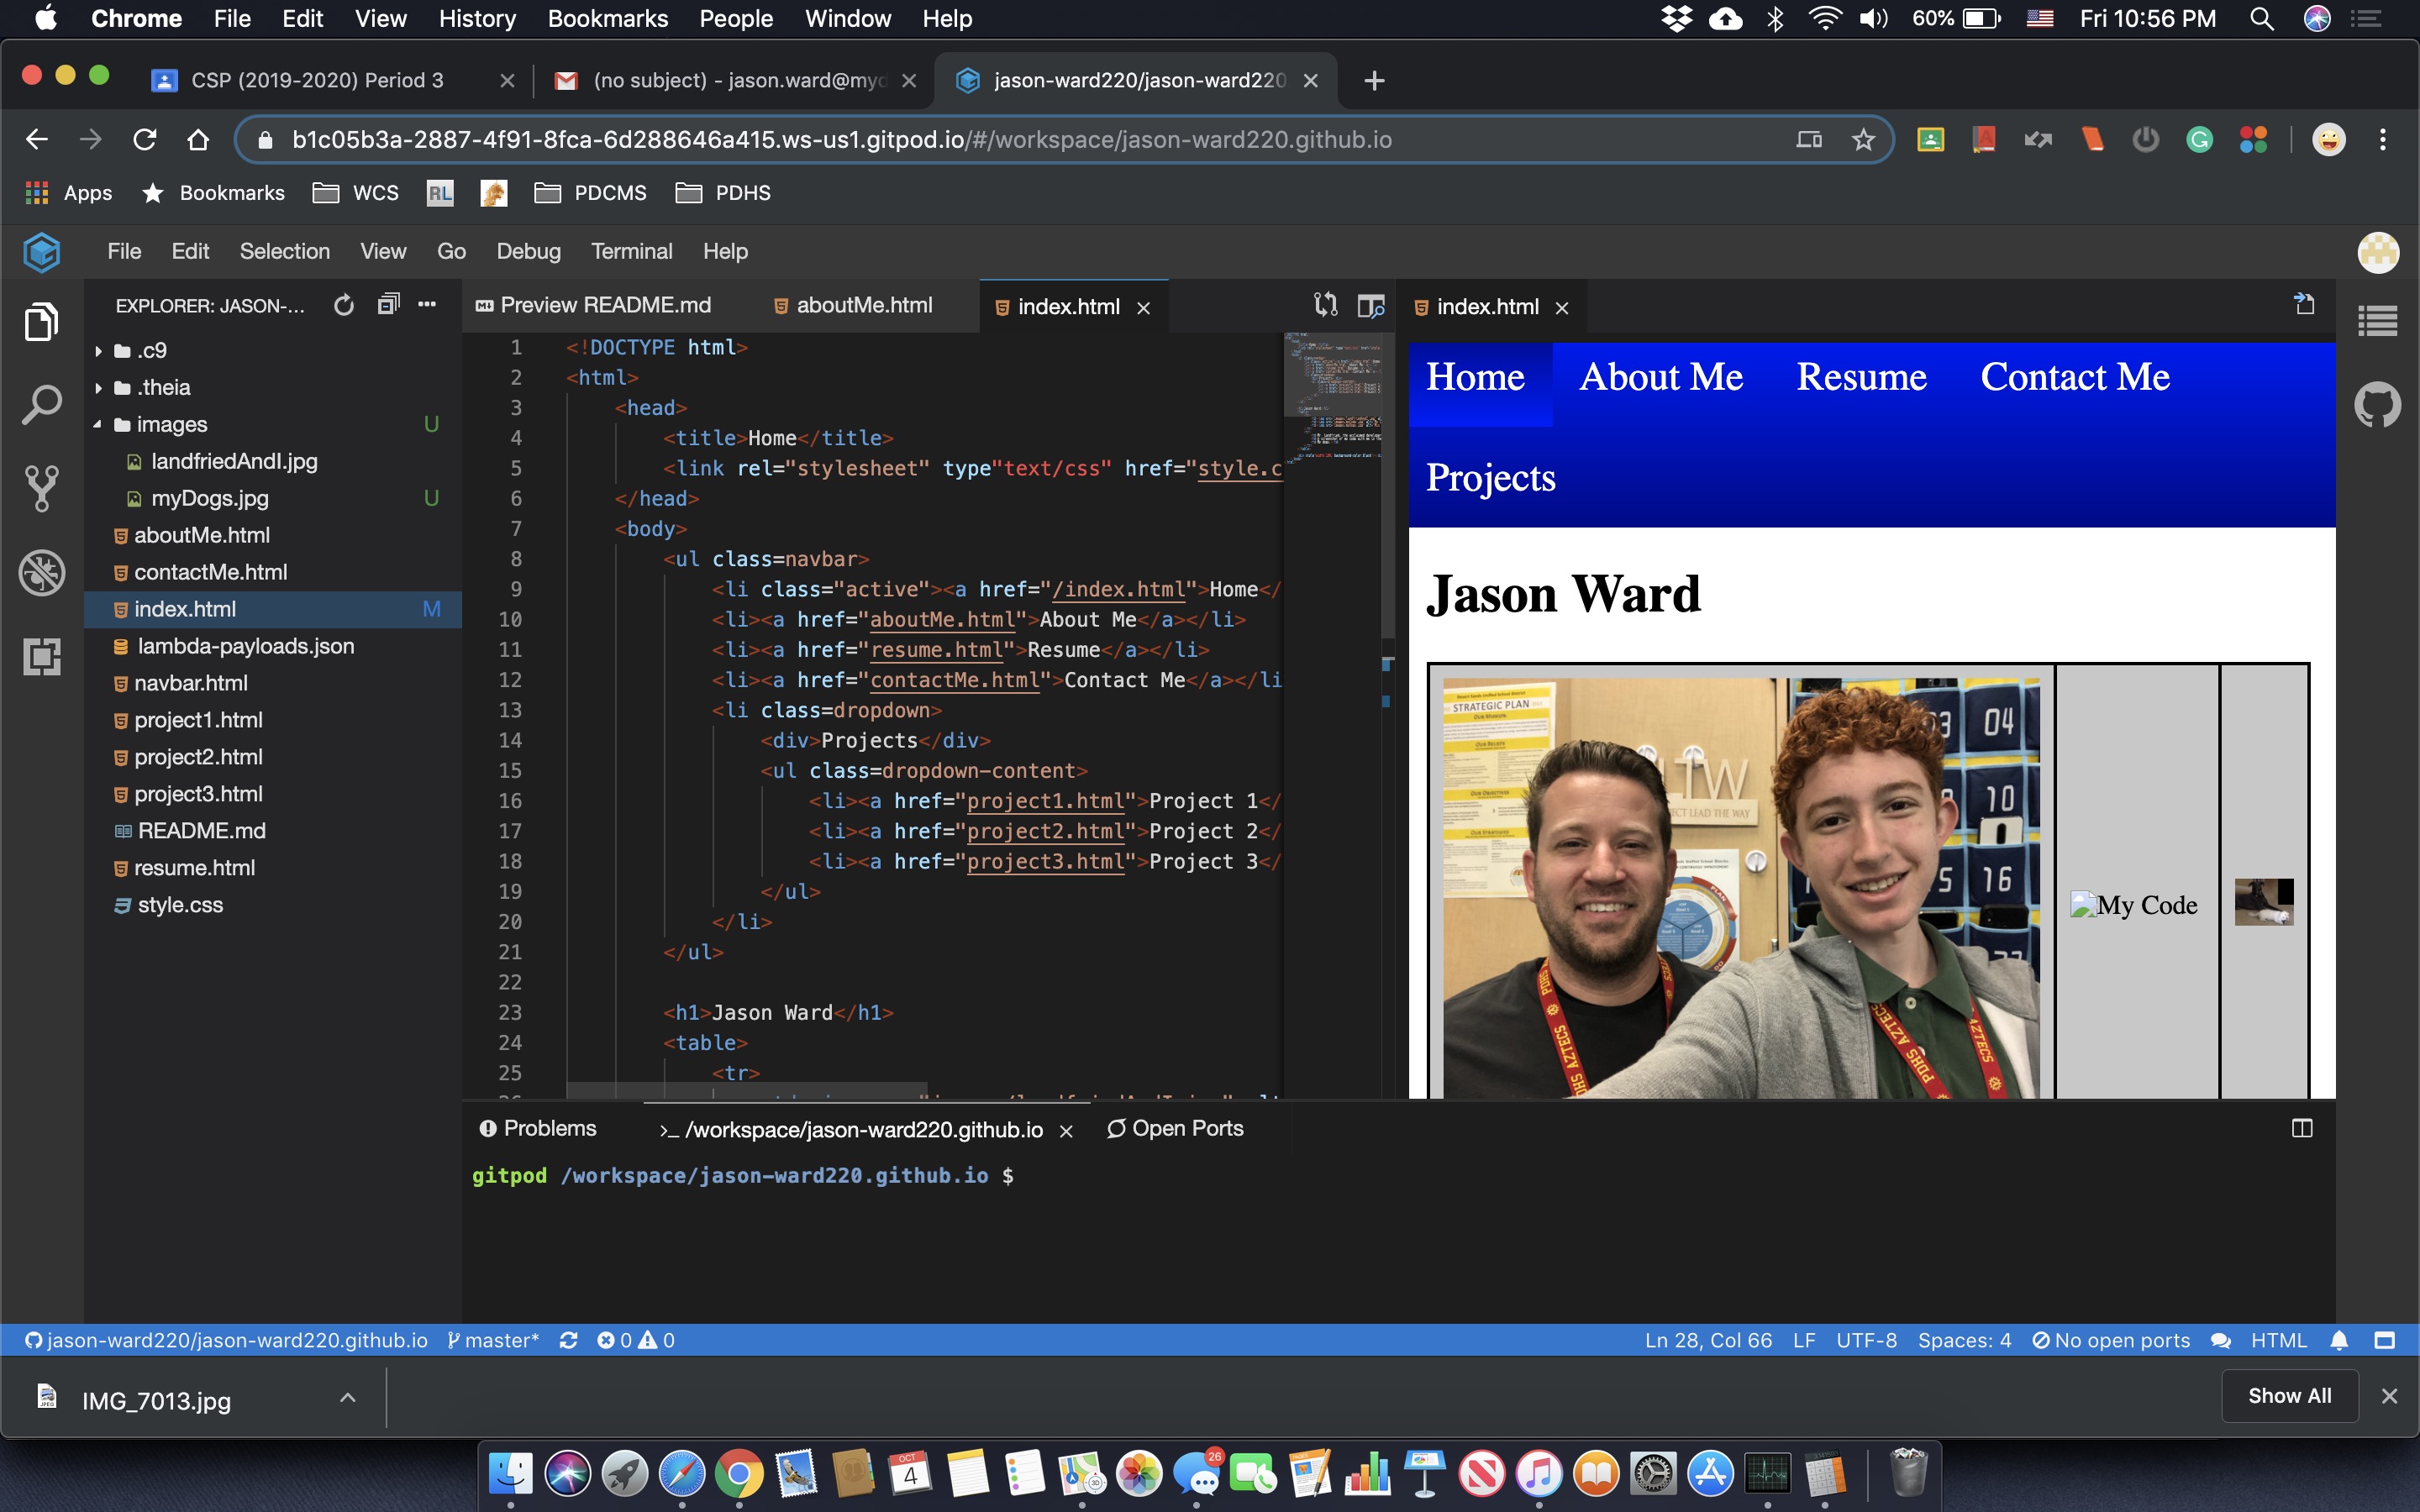 Chrome File Edit View History Bookmarks People Window Help 60% Fri 10:56 PM
CSP (2019-2020) Period 3 (no subject) - jason.ward@myd jason-ward220/jason-ward220
b1c05b3a-2887-4f91-8fca-6d288646a415.ws-us1.gitpod.io/#/workspace/jason-ward220.github.io
Apps Bookmarks WCS RL PDCMS PDHS
File Edit Selection View Go Debug Terminal Help
EXPLORER: JASON-...
.c9
.theia
images U
landfriedAndI.jpg
myDogs.jpg U
aboutMe.html
contactMe.html
index.html M
lambda-payloads.json
navbar.html
project1.html
project2.html
project3.html
README.md
resume.html
style.css
Preview README.md aboutMe.html index.html
1 <!DOCTYPE html>
2 <html>
3 <head>
4 <title>Home</title>
5 <link rel="stylesheet" type"text/css" href="style.c
6 </head>
7 <body>
8 <ul class=navbar>
9 <li class="active"><a href="/index.html">Home</
10 <li><a href="aboutMe.html">About Me</a></li>
11 <li><a href="resume.html">Resume</a></li>
12 <li><a href="contactMe.html">Contact Me</a></li
13 <li class=dropdown>
14 <div>Projects</div>
15 <ul class=dropdown-content>
16 <li><a href="project1.html">Project 1</
17 <li><a href="project2.html">Project 2</
18 <li><a href="project3.html">Project 3</
19 </ul>
20 </li>
21 </ul>
22
23 <h1>Jason Ward</h1>
24 <table>
25 <tr>
index.html
Home About Me Resume Contact Me
Projects
Jason Ward
STRATEGIC PLAN
04
10
16
PDHS AZTECS
My Code
Problems /workspace/jason-ward220.github.io Open Ports
gitpod /workspace/jason-ward220.github.io $
jason-ward220/jason-ward220.github.io master* 0 0 Ln 28, Col 66 LF UTF-8 Spaces: 4 No open ports HTML
IMG_7013.jpg Show All
OCT
4
26